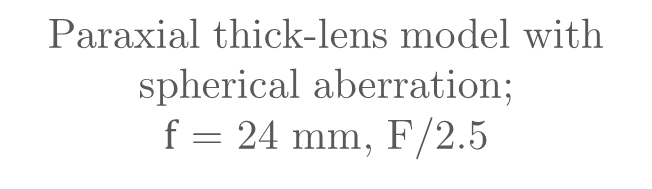 Paraxial thick-lens model with
spherical aberration;
f = 24 mm, F/2.5